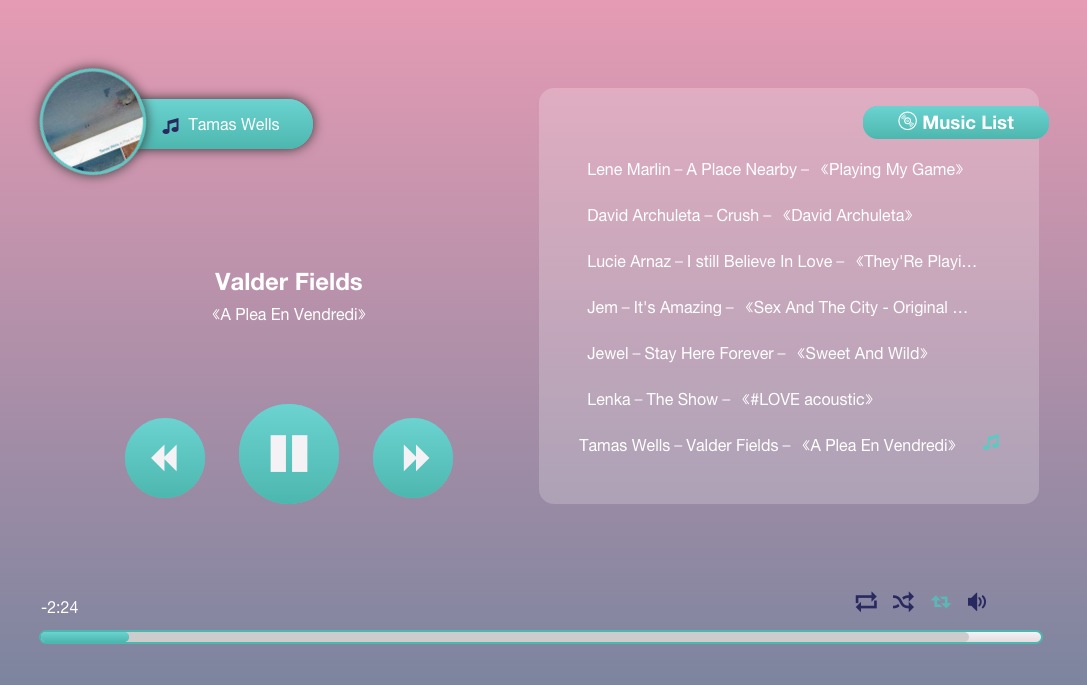 Tamas Wells
Music List
Lene Marlin – A Place Nearby – 《Playing My Game》
David Archuleta – Crush – 《David Archuleta》
Lucie Arnaz – I still Believe In Love – 《They'Re Playi…
Jem – It's Amazing – 《Sex And The City - Original …
Jewel – Stay Here Forever – 《Sweet And Wild》
Lenka – The Show – 《#LOVE acoustic》
Tamas Wells – Valder Fields – 《A Plea En Vendredi》
Valder Fields
《A Plea En Vendredi》
-2:24